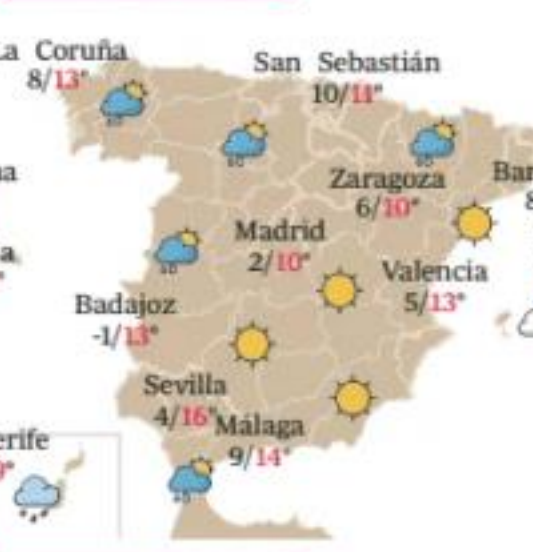 La Coruña
8/13°
San Sebastián
10/11°
Zaragoza
6/10°
Madrid
2/10°
Valencia
5/13°
Badajoz
-1/13°
Sevilla
4/16°
Málaga
9/14°